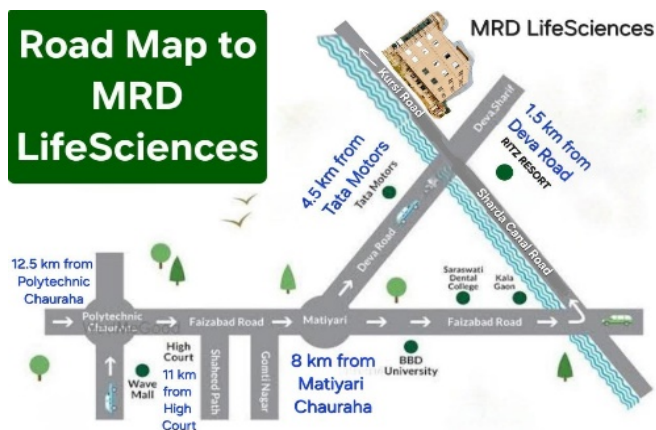 Road Map to
MRD
LifeSciences
MRD LifeSciences
Kursi Road
Deva Sharif
1.5 km from
Deva Road
RITZ RESORT
4.5 km from
Tata Motors
Tata Motors
Sharda Canal Road
Deva Road
12.5 km from
Polytechnic
Chauraha
Saraswati
Dental
College
Kala
Gaon
Polytechnic
Faizabad Road
Matiyari
Faizabad Road
High
Court
11 km
from
High
Court
Wave
Mall
Shaheed Path
Gomti Nagar
8 km from
Matiyari
Chauraha
BBD
University